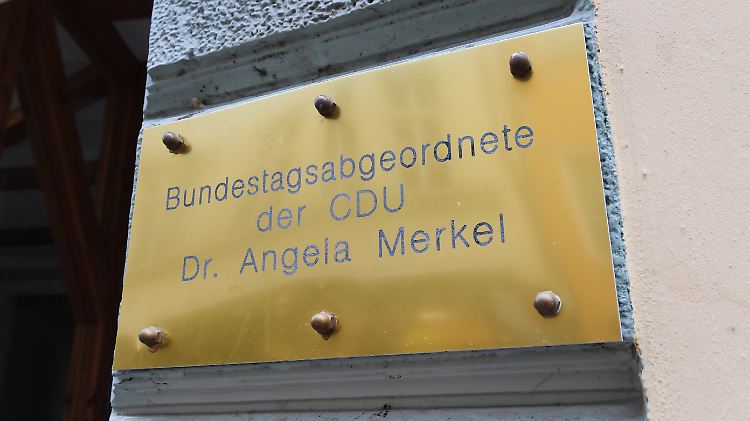 Bundestagsabgeordnete
der CDU
Dr. Angela Merkel